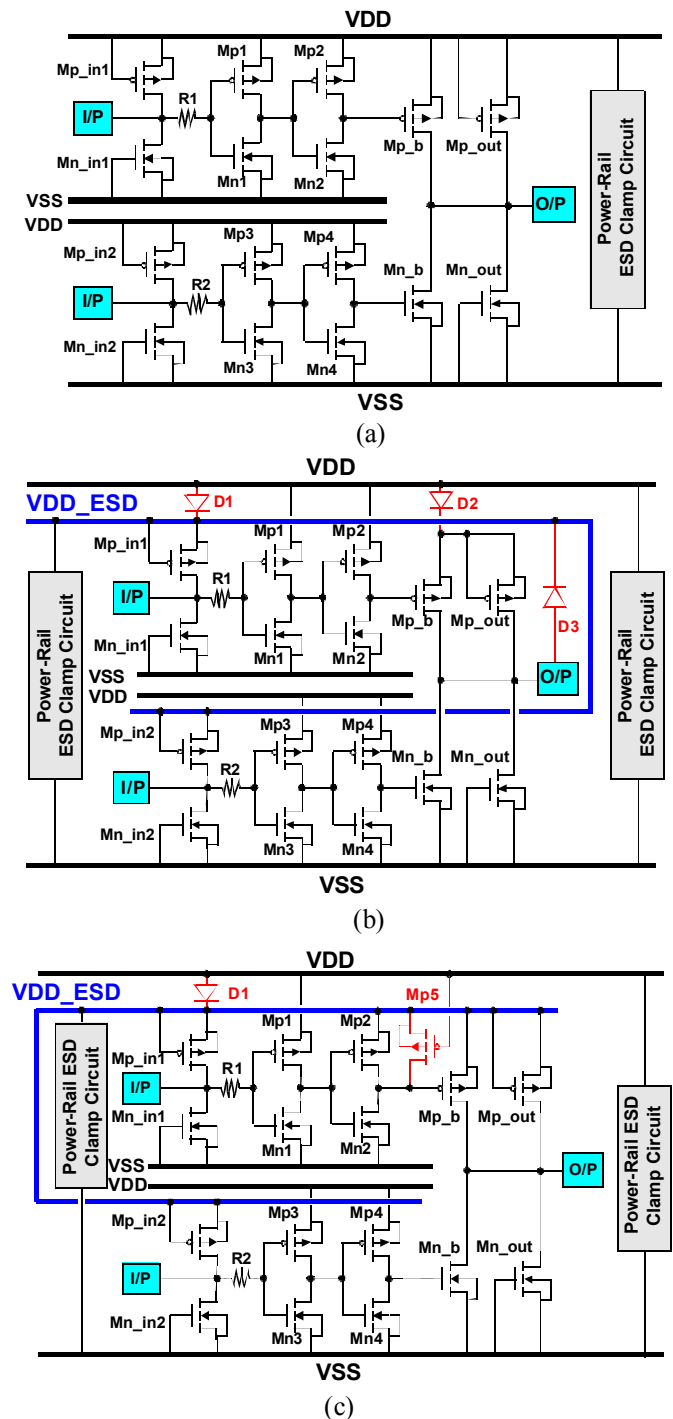 VDD
Mp_in1
Mp1
Mp2
R1
I/P
Mp_b
Mp_out
Mn_in1
Mn1
Mn2
VSS
VDD
O/P
Power-Rail
ESD Clamp Circuit
Mp_in2
Mp3
Mp4
R2
I/P
Mn_b
Mn_out
Mn_in2
Mn3
Mn4
VSS
(a)
VDD
VDD_ESD
D1
D2
Mp_in1
Mp1
Mp2
R1
I/P
Mp_b
Mp_out
D3
Mn_in1
Mn1
Mn2
O/P
VSS
VDD
Power-Rail
ESD Clamp Circuit
Power-Rail
ESD Clamp Circuit
Mp_in2
Mp3
Mp4
R2
I/P
Mn_b
Mn_out
Mn_in2
Mn3
Mn4
VSS
(b)
VDD
VDD_ESD
D1
Mp5
Mp1
Mp2
Mp_in1
R1
I/P
Mp_b
Mp_out
Mn_in1
Mn1
Mn2
Power-Rail ESD
Clamp Circuit
VSS
VDD
O/P
Power-Rail ESD
Clamp Circuit
Mp_in2
Mp3
Mp4
R2
I/P
Mn_b
Mn_out
Mn_in2
Mn3
Mn4
VSS
(c)